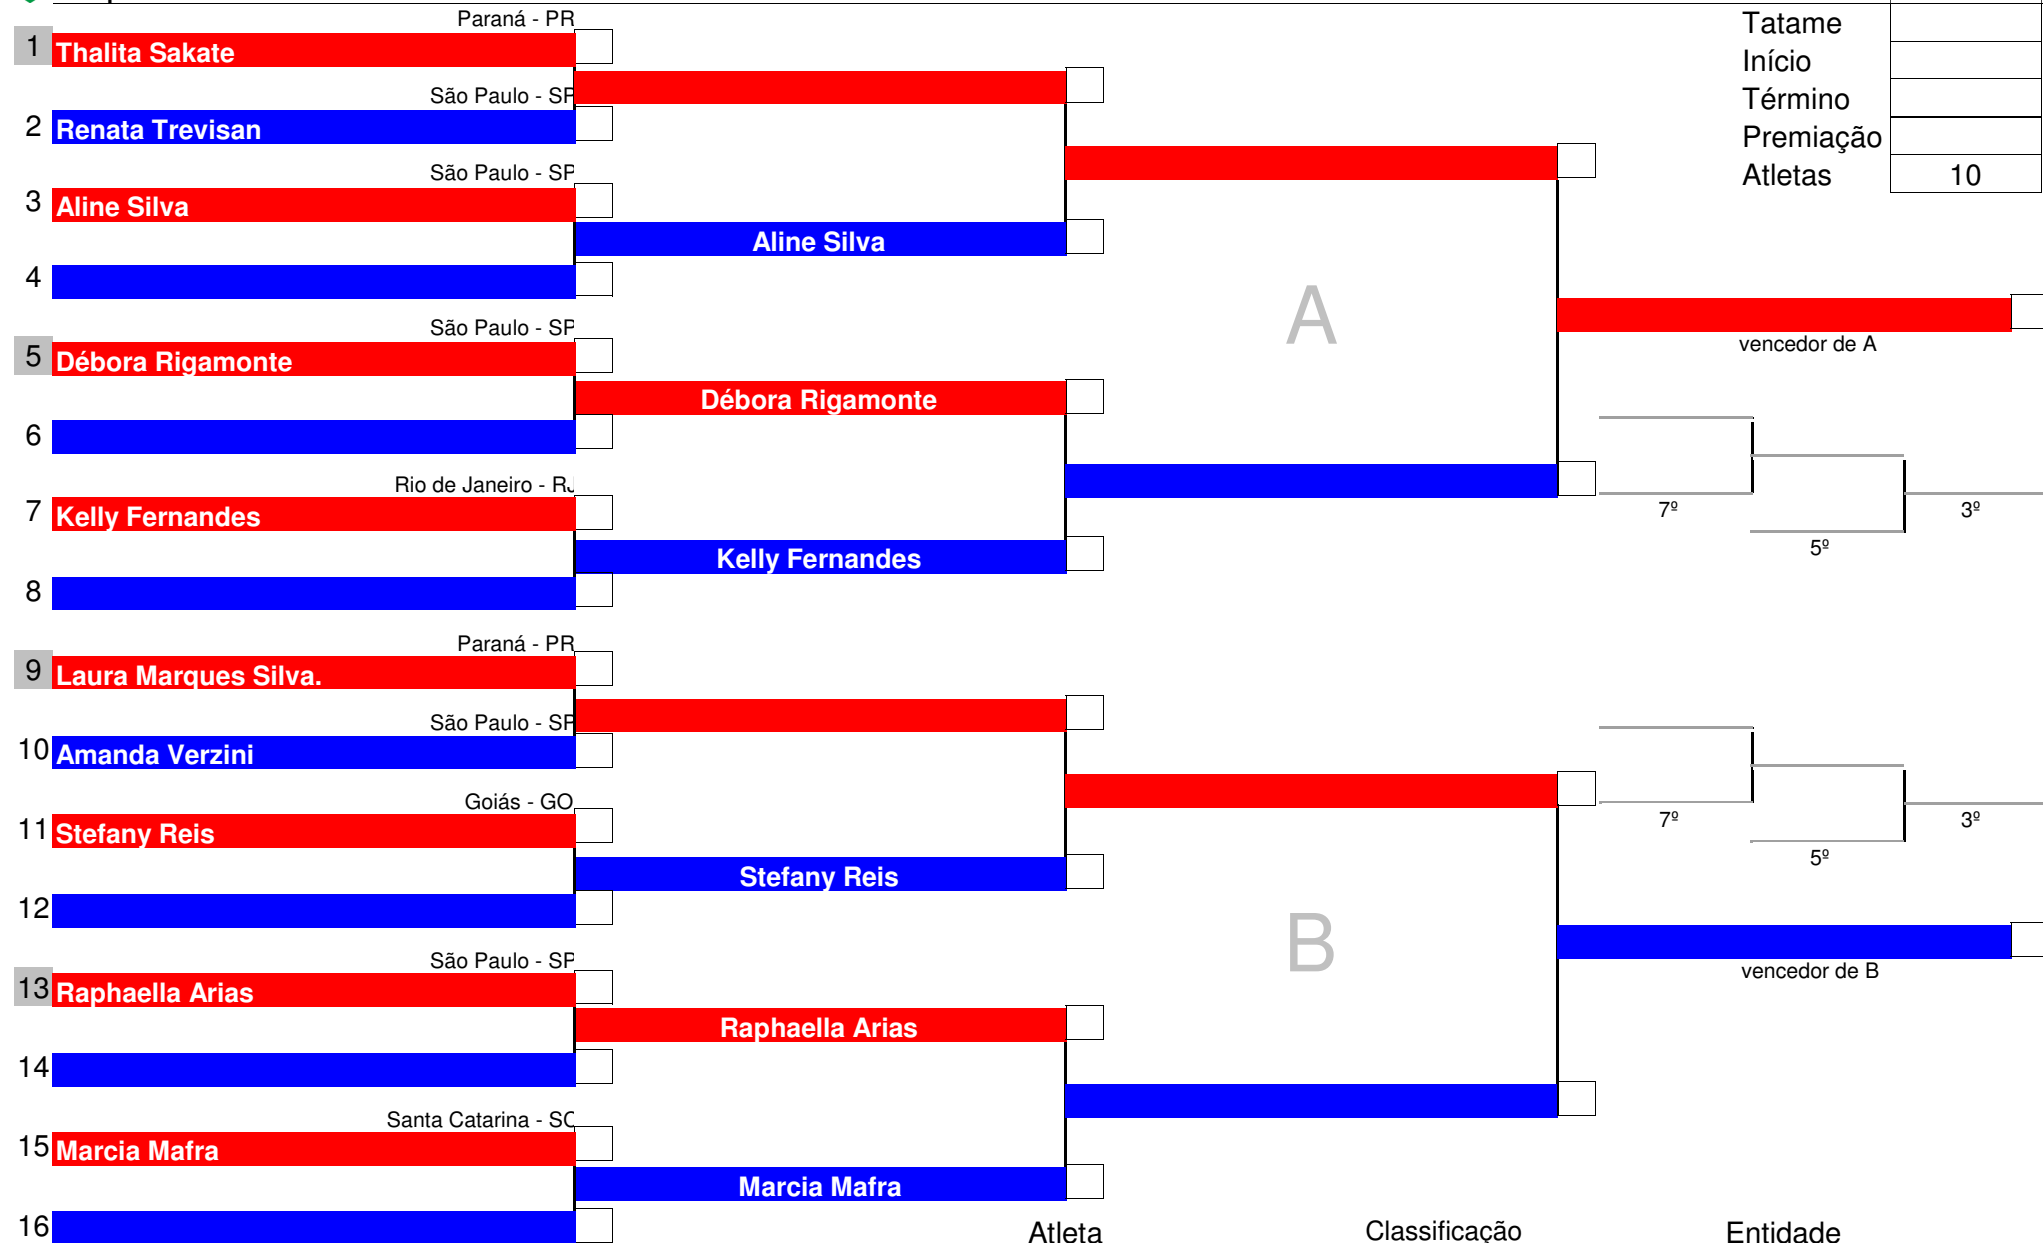 Paraná - PR
Tatame
1 Thalita Sakate
Início
São Paulo - SP
Término
2 Renata Trevisan
Premiação
São Paulo - SP
Atletas 10
3 Aline Silva
Aline Silva
4
A
São Paulo - SP
vencedor de A
5 Débora Rigamonte
Débora Rigamonte
6
Rio de Janeiro - RJ
7 Kelly Fernandes
7º 3º
5º
Kelly Fernandes
8
Paraná - PR
9 Laura Marques Silva.
São Paulo - SP
10 Amanda Verzini
Goiás - GO
7º 3º
11 Stefany Reis
5º
Stefany Reis
12
B
São Paulo - SP
vencedor de B
13 Raphaella Arias
Raphaella Arias
14
Santa Catarina - SC
15 Marcia Mafra
Marcia Mafra
16
Atleta Classificação Entidade